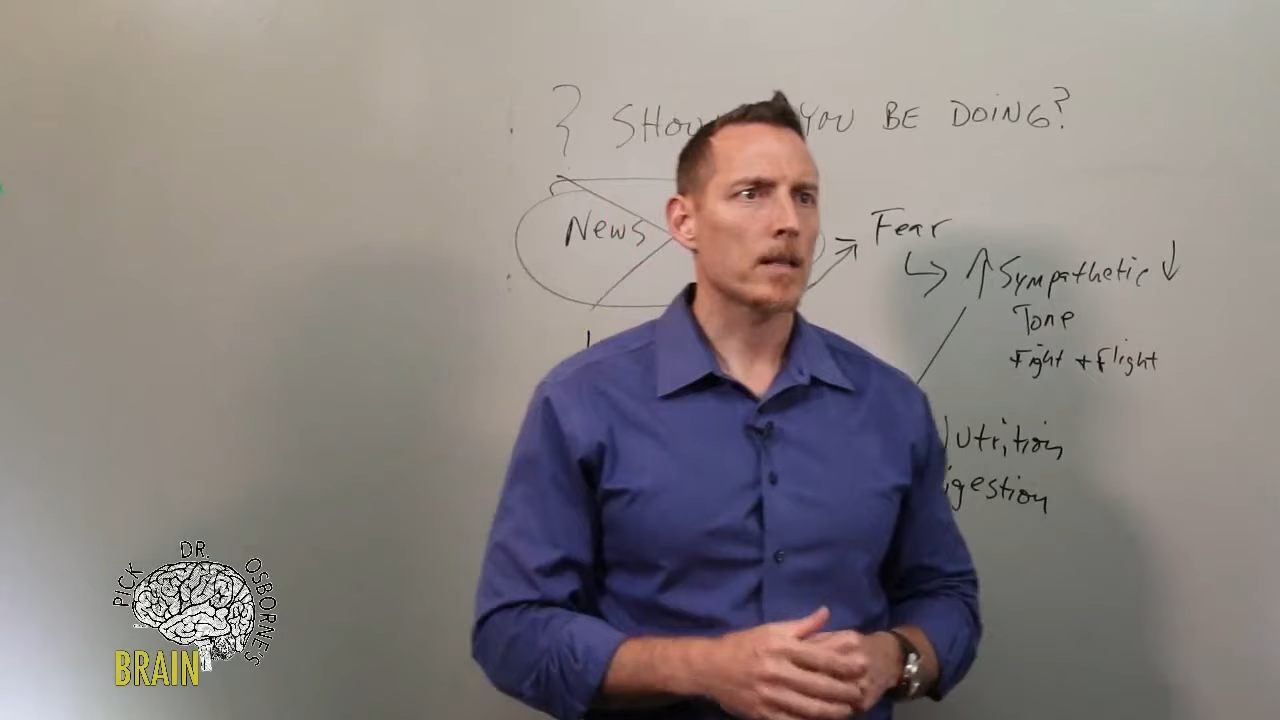 SHOU YOU BE DOING?
News
Fear
Sympathetic
Tone
Fight + Flight
utrition
igestion
PICK DR. OSBORNE'S
BRAIN